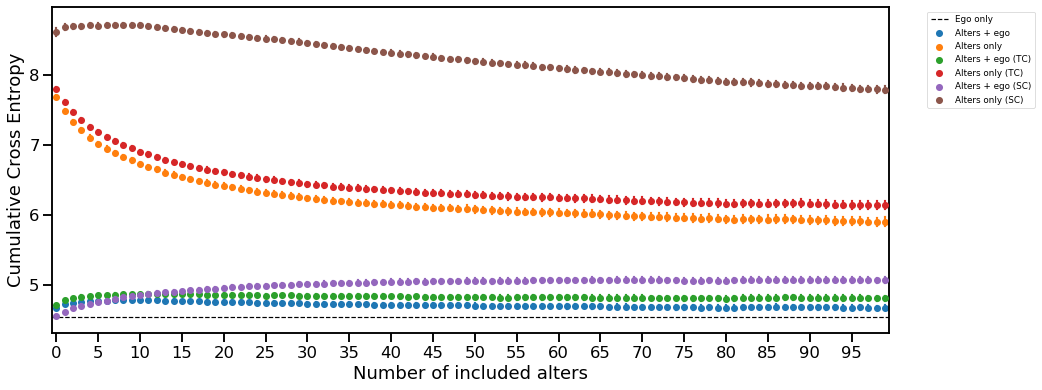 Cumulative Cross Entropy
8
7
6
5
0 5 10 15 20 25 30 35 40 45 50 55 60 65 70 75 80 85 90 95
Number of included alters
Ego only
Alters + ego
Alters only
Alters + ego (TC)
Alters only (TC)
Alters + ego (SC)
Alters only (SC)